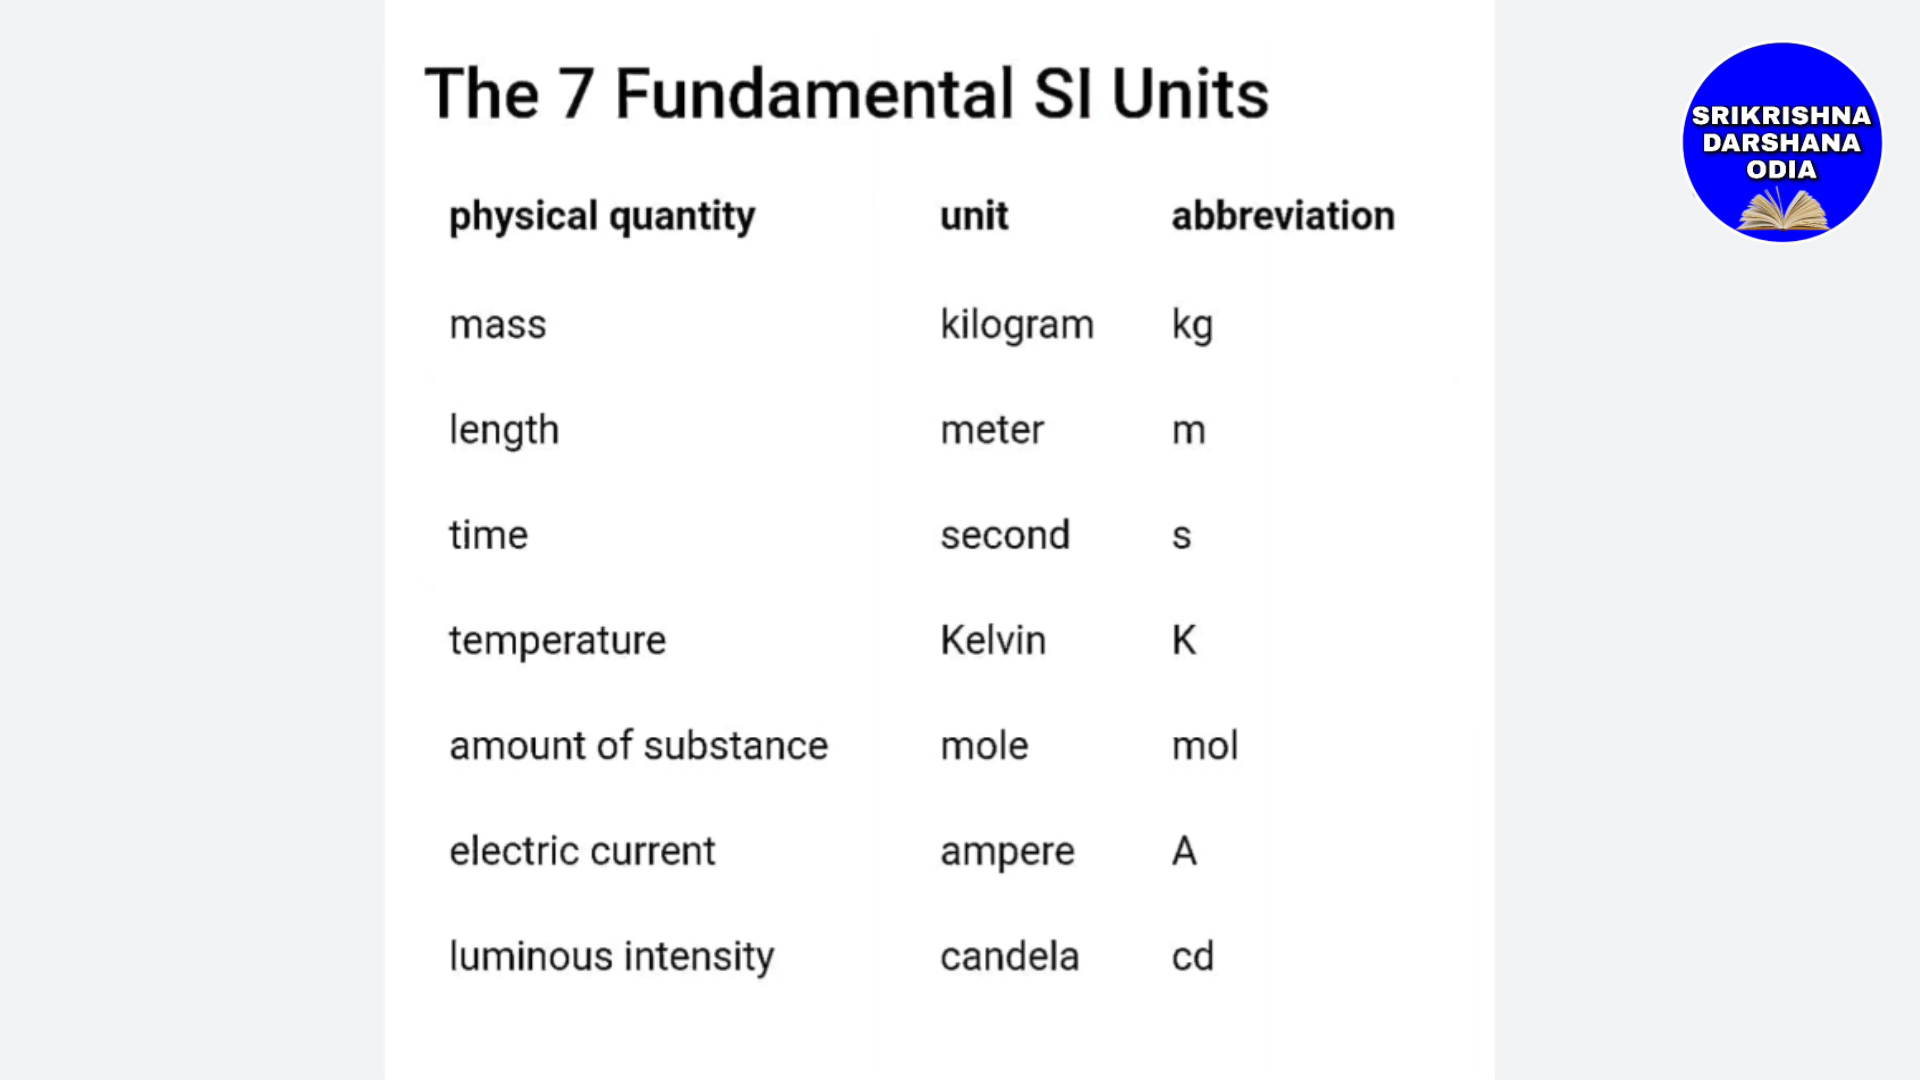 The 7 Fundamental SI Units
physical quantity unit abbreviation
mass kilogram kg
length meter m
time second s
temperature Kelvin K
amount of substance mole mol
electric current ampere A
luminous intensity candela cd
SRIKRISHNA
DARSHANA
ODIA